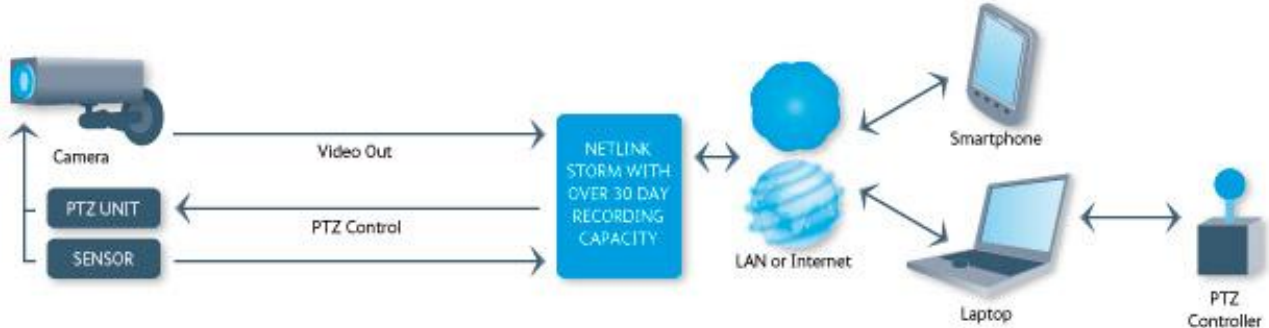 Camera
PTZ UNIT
SENSOR
Video Out
PTZ Control
NETLINK
STORM WITH
OVER 30 DAY
RECORDING
CAPACITY
LAN or Internet
Smartphone
Laptop
PTZ
Controller